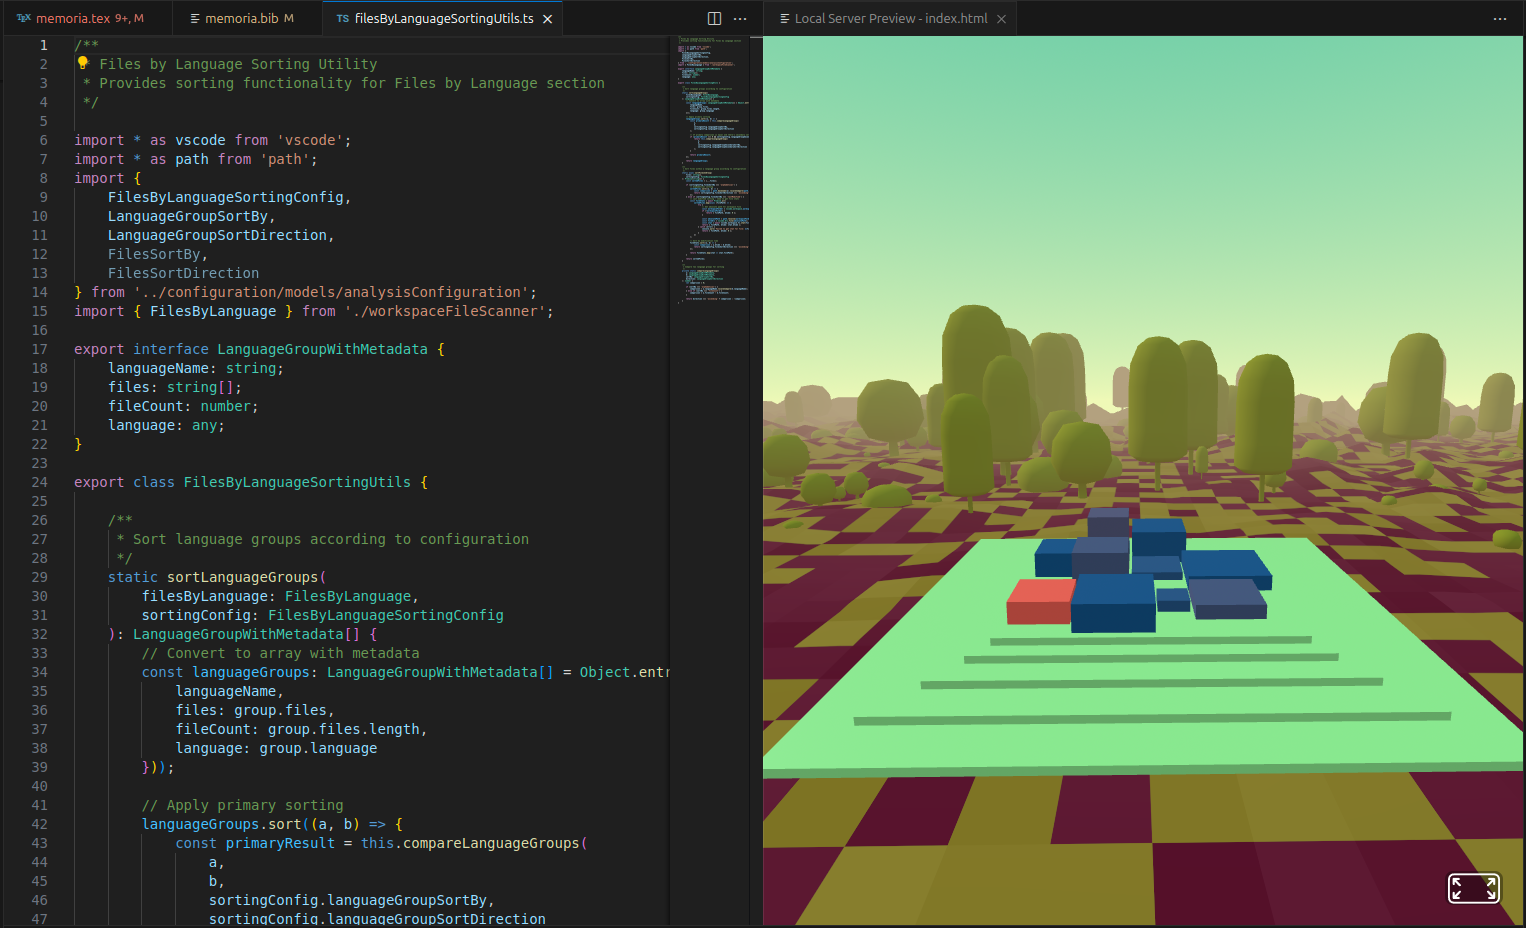 TEX memoria.tex 9+, M
memoria.bib M
TS filesByLanguageSortingUtils.ts
Local Server Preview - index.html
1 /**
2 * Files by Language Sorting Utility
3 * Provides sorting functionality for Files by Language section
4 */
5
6 import * as vscode from 'vscode';
7 import * as path from 'path';
8 import {
9 FilesByLanguageSortingConfig,
10 LanguageGroupSortBy,
11 LanguageGroupSortDirection,
12 FilesSortBy,
13 FilesSortDirection
14 } from '../configuration/models/analysisConfiguration';
15 import { FilesByLanguage } from './workspaceFileScanner';
16
17 export interface LanguageGroupWithMetadata {
18 languageName: string;
19 files: string[];
20 fileCount: number;
21 language: any;
22 }
23
24 export class FilesByLanguageSortingUtils {
25
26 /**
27 * Sort language groups according to configuration
28 */
29 static sortLanguageGroups(
30 filesByLanguage: FilesByLanguage,
31 sortingConfig: FilesByLanguageSortingConfig
32 ): LanguageGroupWithMetadata[] {
33 // Convert to array with metadata
34 const languageGroups: LanguageGroupWithMetadata[] = Object.entr
35 languageName,
36 files: group.files,
37 fileCount: group.files.length,
38 language: group.language
39 }));
40
41 // Apply primary sorting
42 languageGroups.sort((a, b) => {
43 const primaryResult = this.compareLanguageGroups(
44 a,
45 b,
46 sortingConfig.languageGroupSortBy,
47 sortingConfig.languageGroupSortDirection